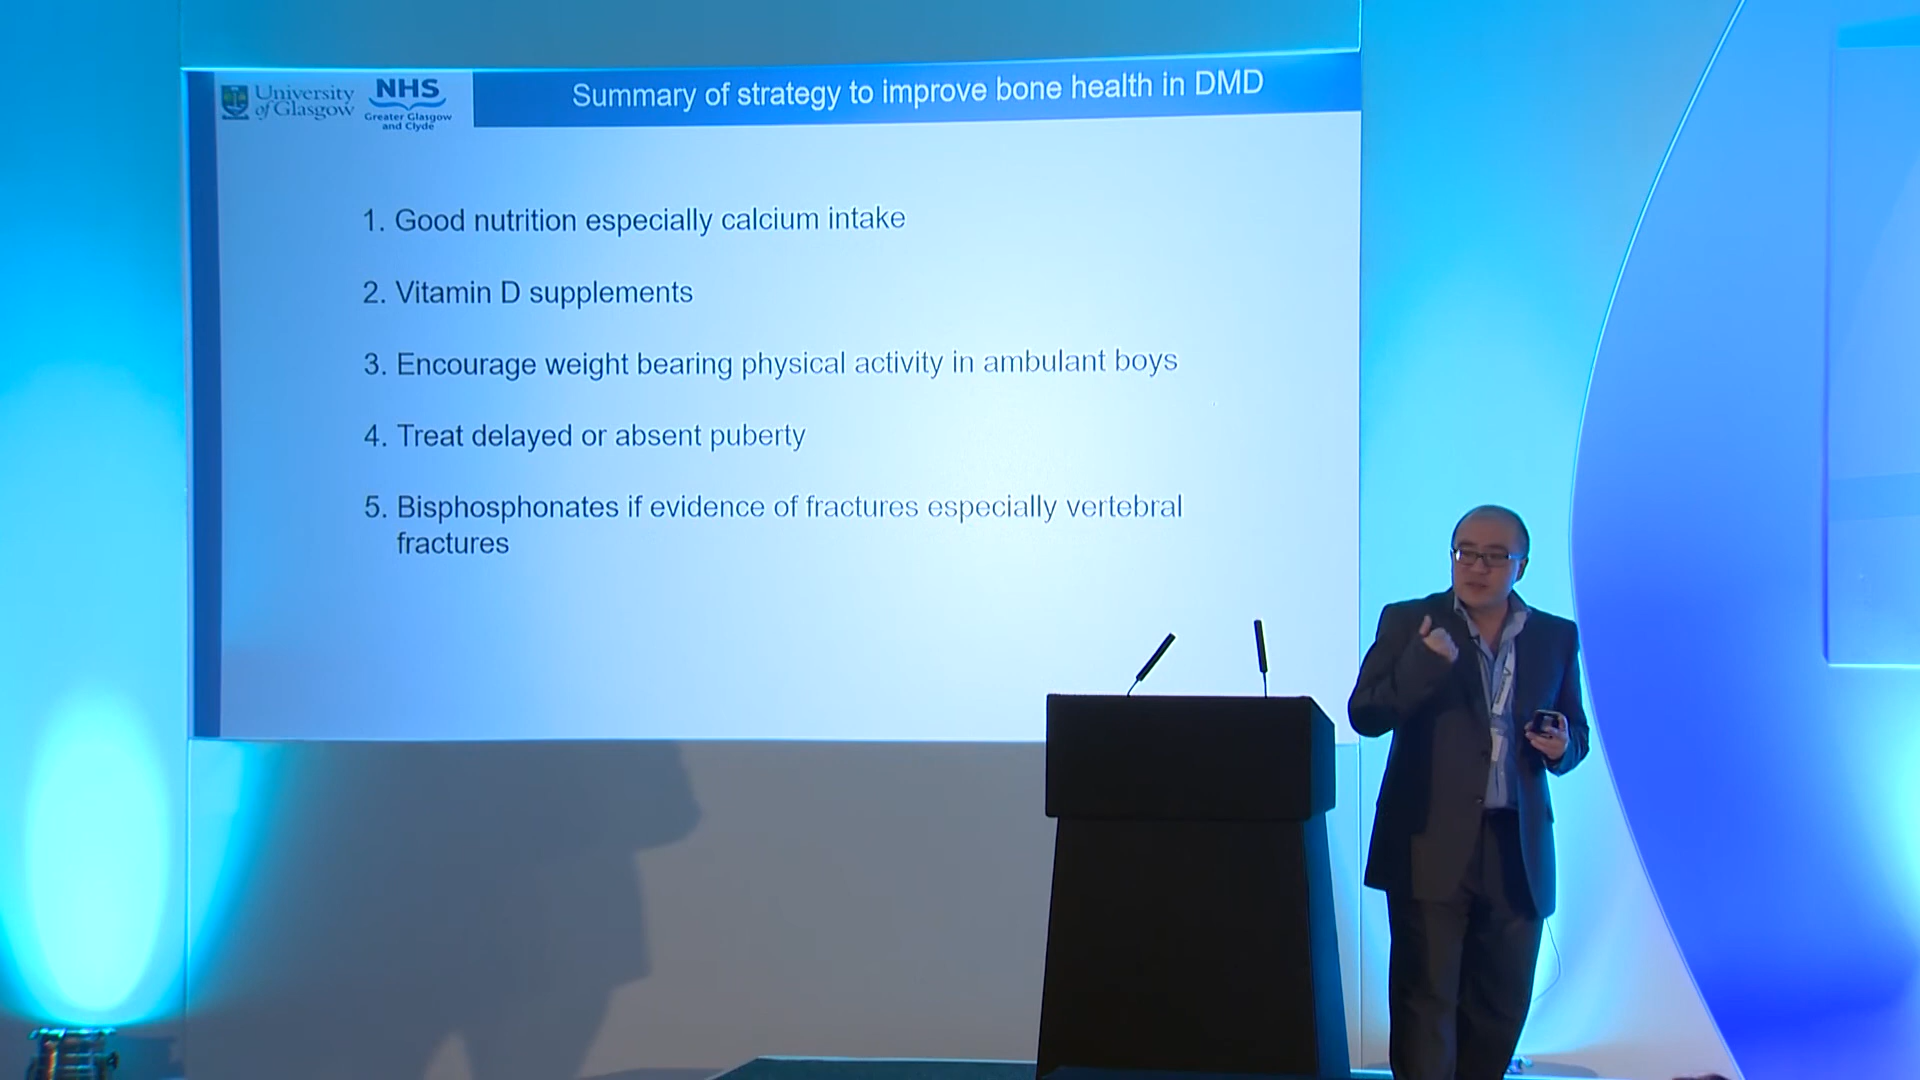 University
of Glasgow
NHS
Greater Glasgow
and Clyde
Summary of strategy to improve bone health in DMD
1. Good nutrition especially calcium intake
2. Vitamin D supplements
3. Encourage weight bearing physical activity in ambulant boys
4. Treat delayed or absent puberty
5. Bisphosphonates if evidence of fractures especially vertebral
fractures